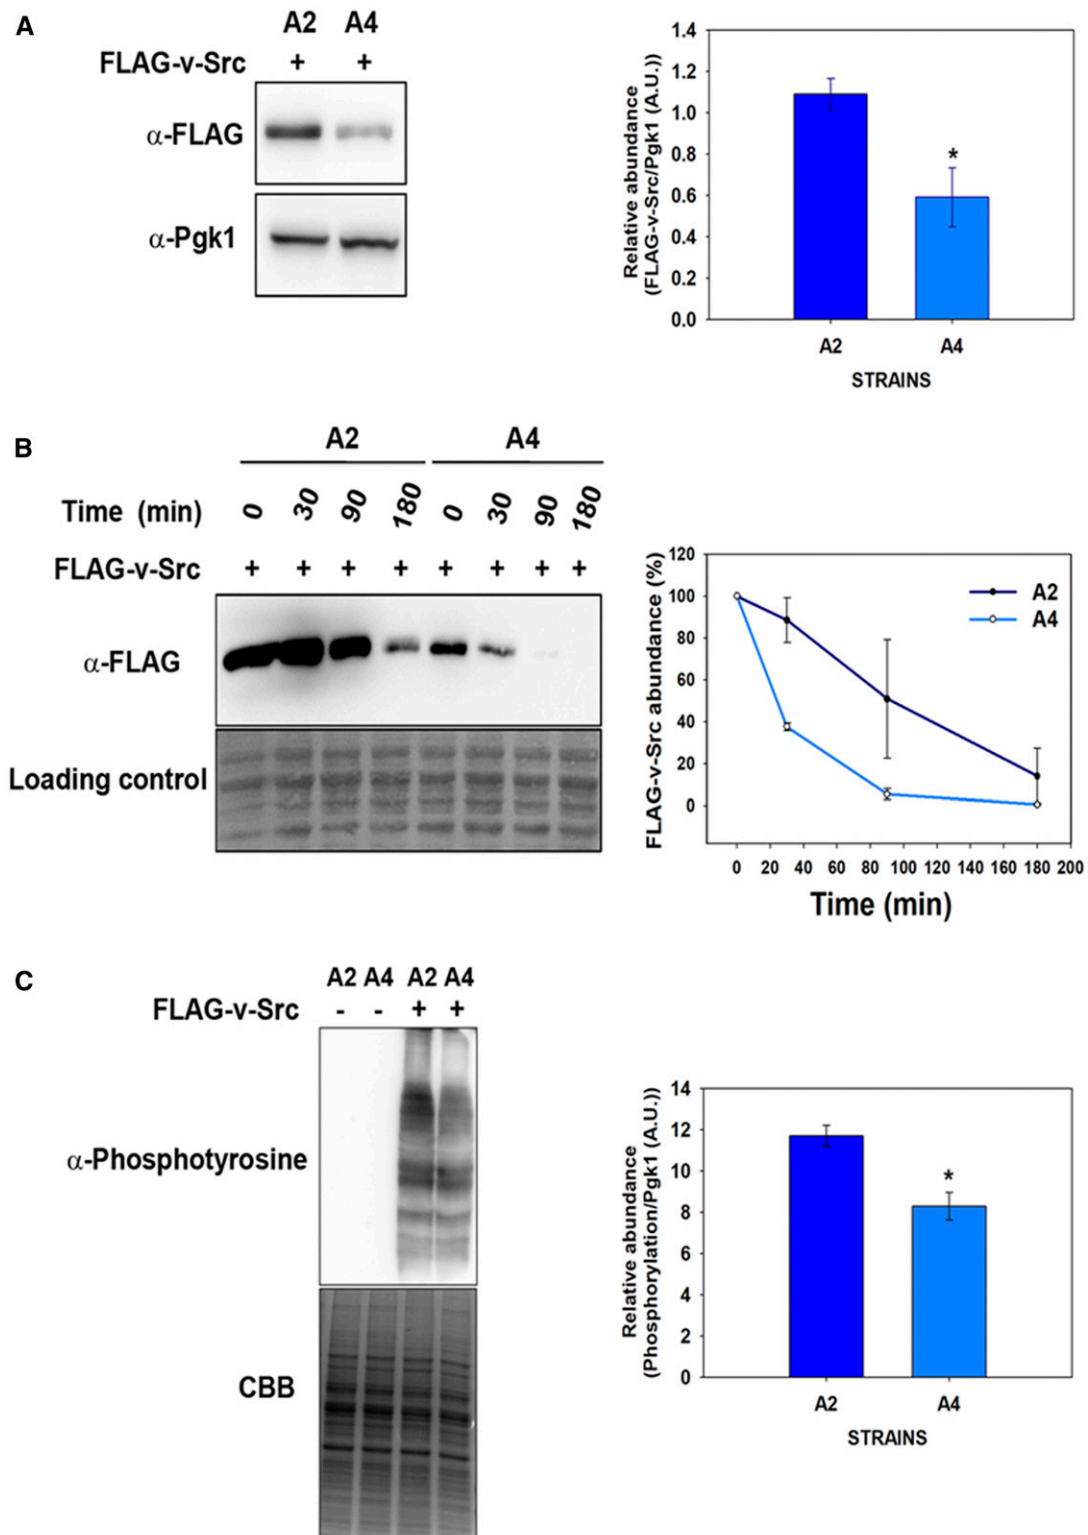 A
A2 A4
FLAG-v-Src + +
α-FLAG
α-Pgk1
Relative abundance
(FLAG-v-Src/Pgk1 (A.U.))
1.4
1.2
1.0
0.8
0.6
0.4
0.2
0.0
*
A2 A4
STRAINS
B
A2 A4
Time (min) 0 30 90 180 0 30 90 180
FLAG-v-Src + + + + + + + +
α-FLAG
Loading control
FLAG-v-Src abundance (%)
120
100
80
60
40
20
0
A2
A4
0 20 40 60 80 100 120 140 160 180 200
Time (min)
C
A2 A4 A2 A4
FLAG-v-Src - - + +
α-Phosphotyrosine
CBB
Relative abundance
(Phosphorylation/Pgk1 (A.U.))
14
12
10
8
6
4
2
0
*
A2 A4
STRAINS